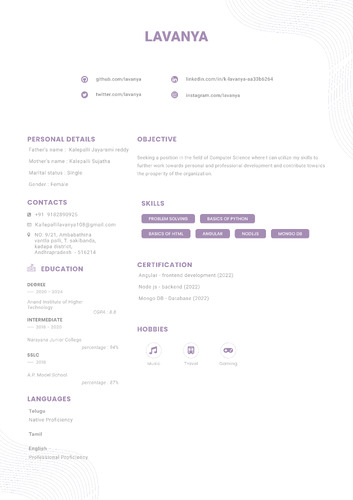 LAVANYA
github.com/lavanya
linkedin.com/in/k-lavanya-aa33b6264
twitter.com/lavanya
instagram.com/lavanya
PERSONAL DETAILS
Father's name : Kalepalli Jayarami reddy
Mother's name : Kalepalli Sujatha
Marital status : Single
Gender : Female
CONTACTS
+91 9182899925
Kallepallilavanya108@gmail.com
NO: 6/21, Ambabathina
vanila palli, T. sakibanda,
kadapa district,
Andhrapradesh - 516214
EDUCATION
DEGREE
2020 - 2024
Anand Institute of Higher
Technology
CGPA : 8.8
INTERMEDIATE
2018 - 2020
Narayana Junior College
percentage : 94%
SSLC
2018
Model School
percentage : 87%
LANGUAGES
Telugu
Native Proficiency
Tamil
English -
Professional Proficiency
OBJECTIVE
Seeking a position in the field of Computer Science where I can utilize my skills to
further work towards personal and professional development and contribute towards
the prosperity of the organization.
SKILLS
PROBLEM SOLVING
BASICS OF PYTHON
BASICS OF HTML
ANGULAR
NODEJS
MONGO DB
CERTIFICATION
Angular - frontend development (2022)
Node js - backend (2022)
Mongo DB - Database (2022)
HOBBIES
Music
Travel
Gaming